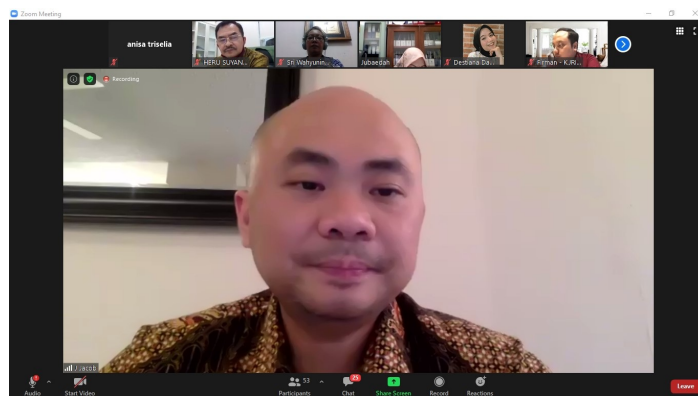 Zoom Meeting
anisa triselia
HERU SUYAN...
Sri Wahyunin...
Jubaedah
Destiana Da...
Firman - KJRI...
Recording
J Jacob
Audio
Start Video
53
Participants
25
Chat
Share Screen
Record
Reactions
Leave